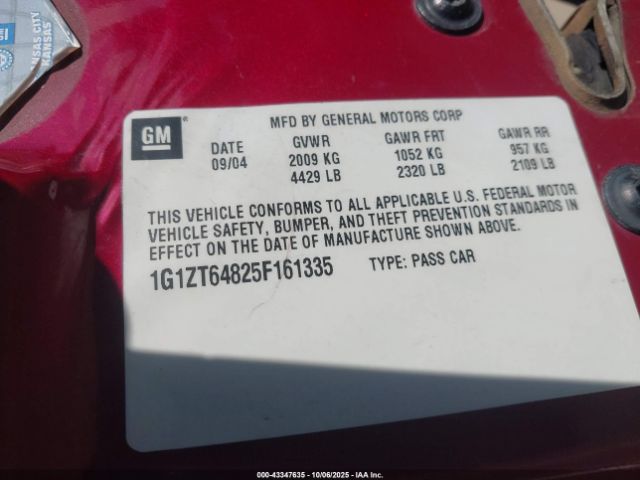 KANSAS CITY
KANSAS
GM
MFD BY GENERAL MOTORS CORP
DATE GVWR GAWR FRT GAWR RR
09/04 2009 KG 1052 KG 957 KG
4429 LB 2320 LB 2109 LB
THIS VEHICLE CONFORMS TO ALL APPLICABLE U.S. FEDERAL MOTOR
VEHICLE SAFETY, BUMPER, AND THEFT PREVENTION STANDARDS IN
EFFECT ON THE DATE OF MANUFACTURE SHOWN ABOVE.
1G1ZT64825F161335 TYPE: PASS CAR
000-43347635 - 10/06/2025 - IAA Inc.